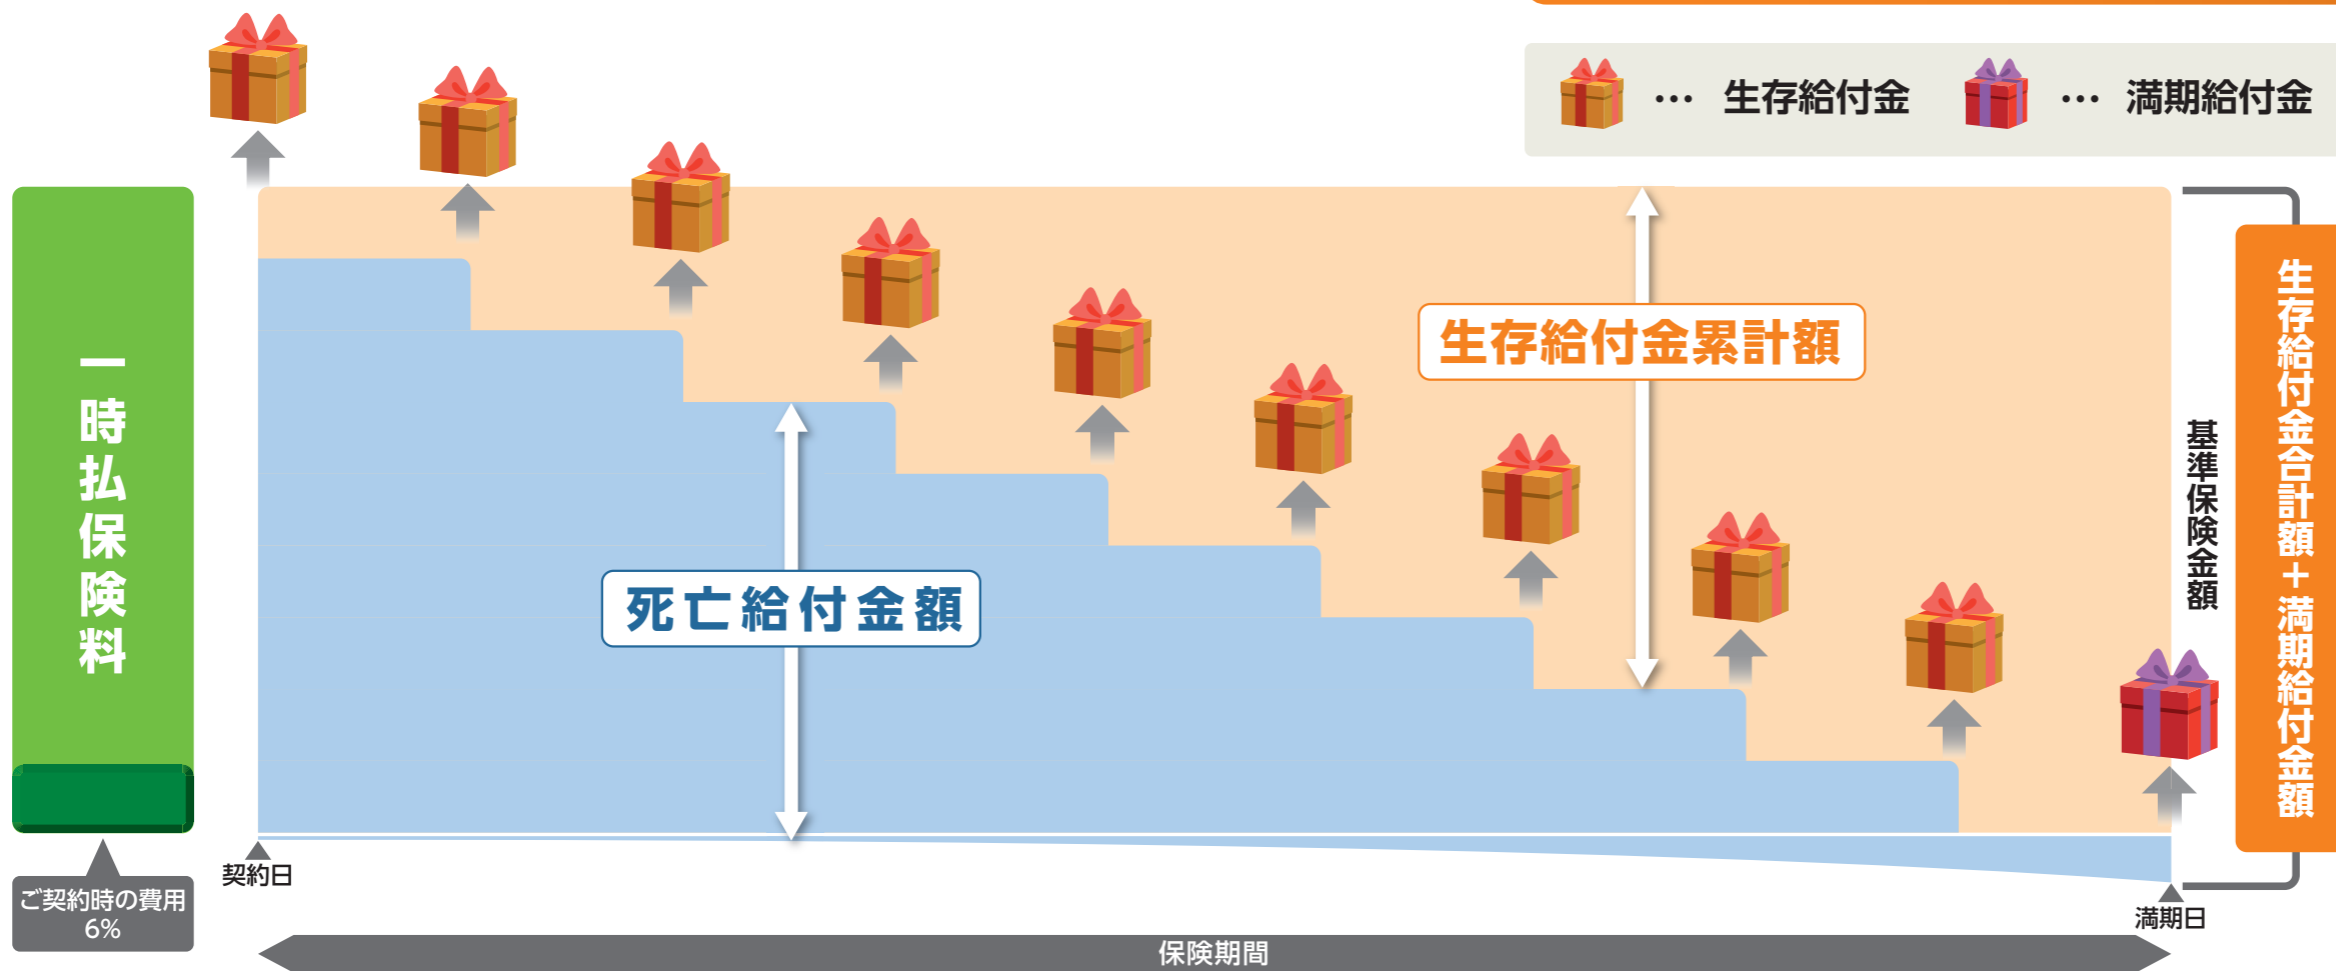 … 生存給付金 … 満期給付金
一時払保険料
生存給付金累計額
死亡給付金額
基準保険金額
生存給付金合計額＋満期給付金額
ご契約時の費用
6%
契約日
満期日
保険期間